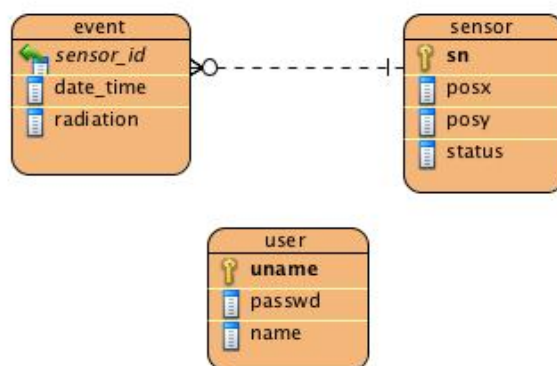 event
sensor_id
date_time
radiation
sensor
sn
posx
posy
status
user
uname
passwd
name